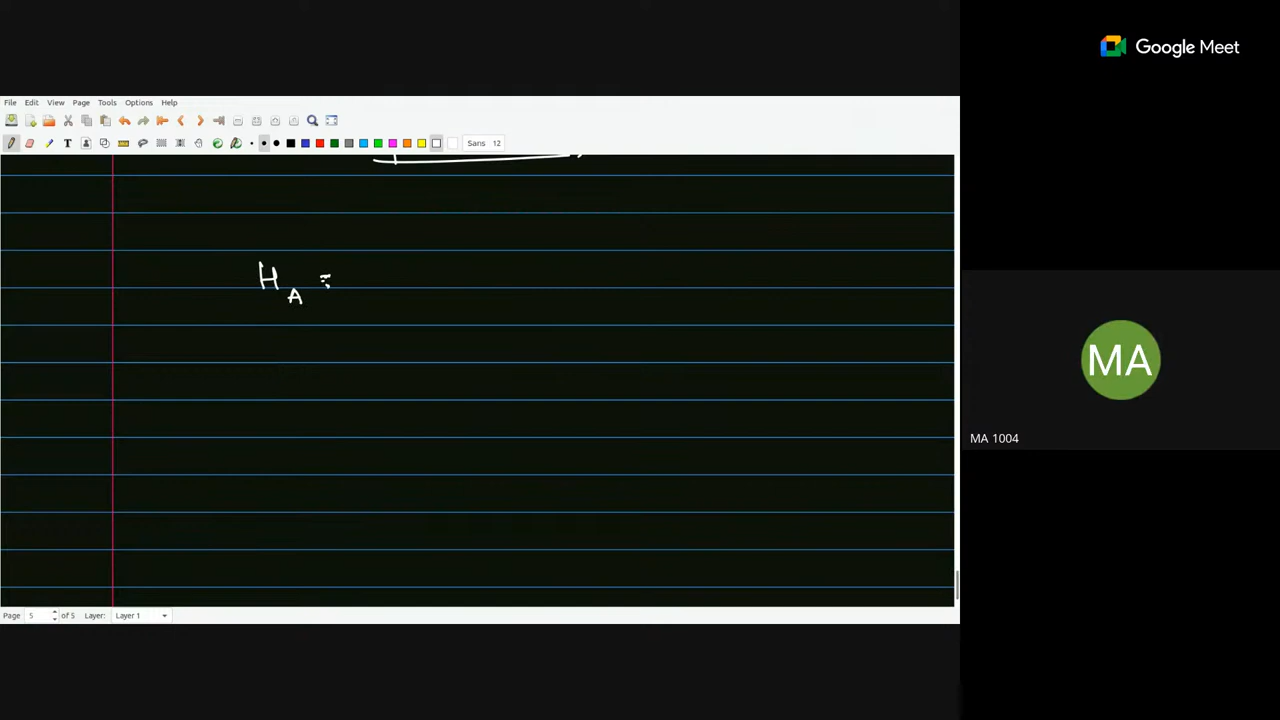 Google Meet
File Edit View Page Tools Options Help
Sans 12
H_A =
MA
MA 1004
Page 5 of 5 Layer: Layer 1